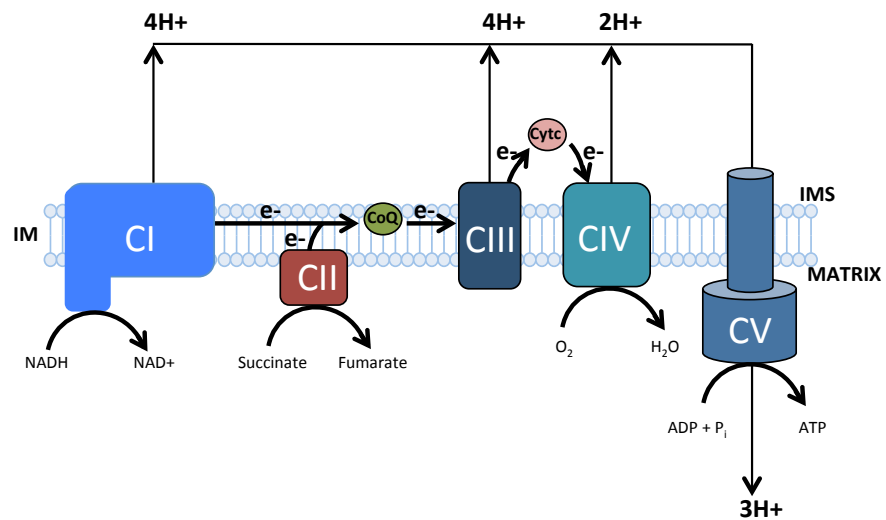 4H+ 4H+ 2H+
Cytc
e- e-
IMS
e- CoQ e-
IM CI CIII CIV
e-
CII
MATRIX
CV
NADH NAD+ Succinate Fumarate O₂ H₂O
ADP + Pᵢ ATP
3H+